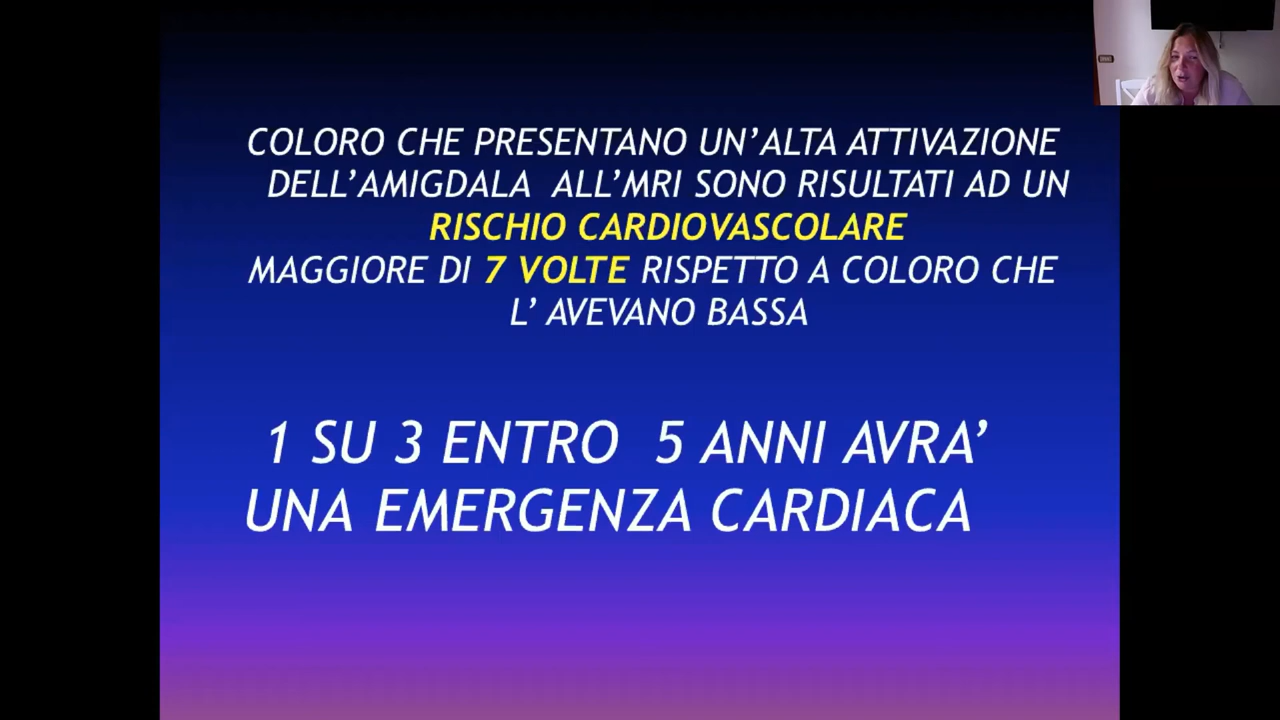 COLORO CHE PRESENTANO UN’ALTA ATTIVAZIONE
DELL’AMIGDALA ALL’MRI SONO RISULTATI AD UN
RISCHIO CARDIOVASCOLARE
MAGGIORE DI 7 VOLTE RISPETTO A COLORO CHE
L’ AVEVANO BASSA
1 SU 3 ENTRO 5 ANNI AVRA’
UNA EMERGENZA CARDIACA